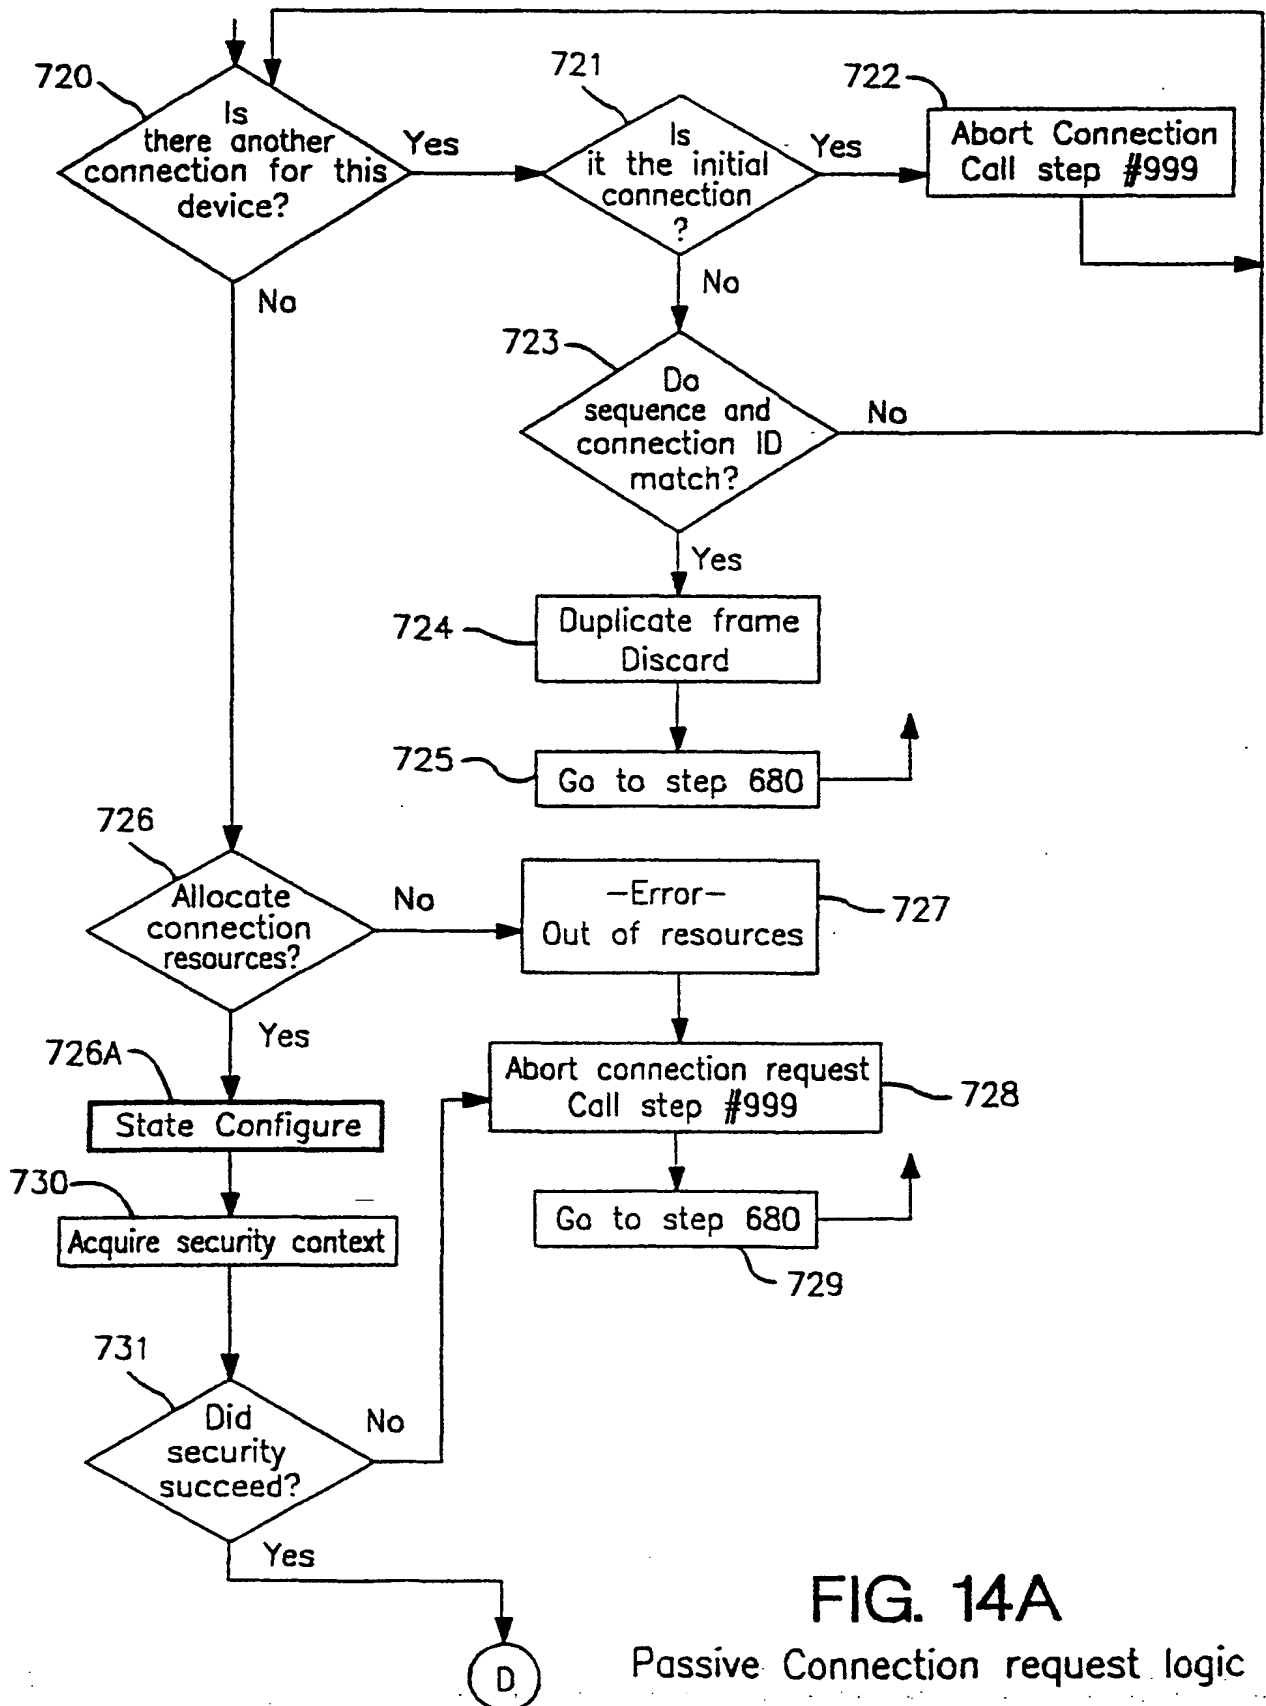 720
Is
there another
connection for this
device?
Yes
No
721
Is
it the initial
connection
?
Yes
No
722
Abort Connection
Call step #999
723
Do
sequence and
connection ID
match?
No
Yes
724
Duplicate frame
Discard
725
Go to step 680
726
Allocate
connection
resources?
No
Yes
-Error-
Out of resources
727
726A
State Configure
Abort connection request
Call step #999
728
730
Acquire security context
Go to step 680
729
731
Did
security
succeed?
No
Yes
D
FIG. 14A
Passive Connection request logic